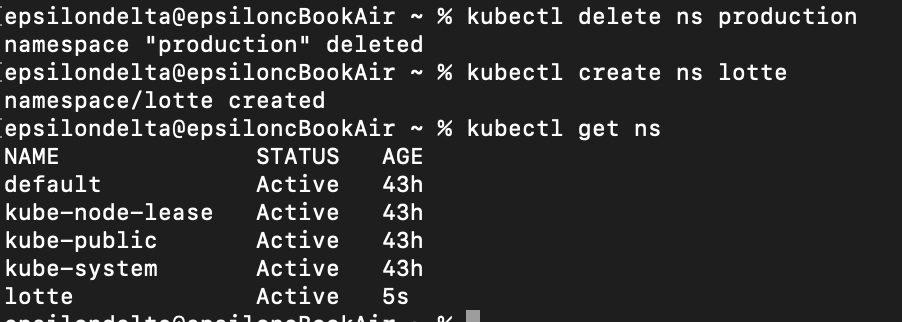 [epsilondelta@epsiloncBookAir ~ % kubectl delete ns production
namespace "production" deleted
[epsilondelta@epsiloncBookAir ~ % kubectl create ns lotte
namespace/lotte created
[epsilondelta@epsiloncBookAir ~ % kubectl get ns
NAME              STATUS   AGE
default           Active   43h
kube-node-lease   Active   43h
kube-public       Active   43h
kube-system       Active   43h
lotte             Active   5s
epsilondelta@epsiloncBookAir ~ %